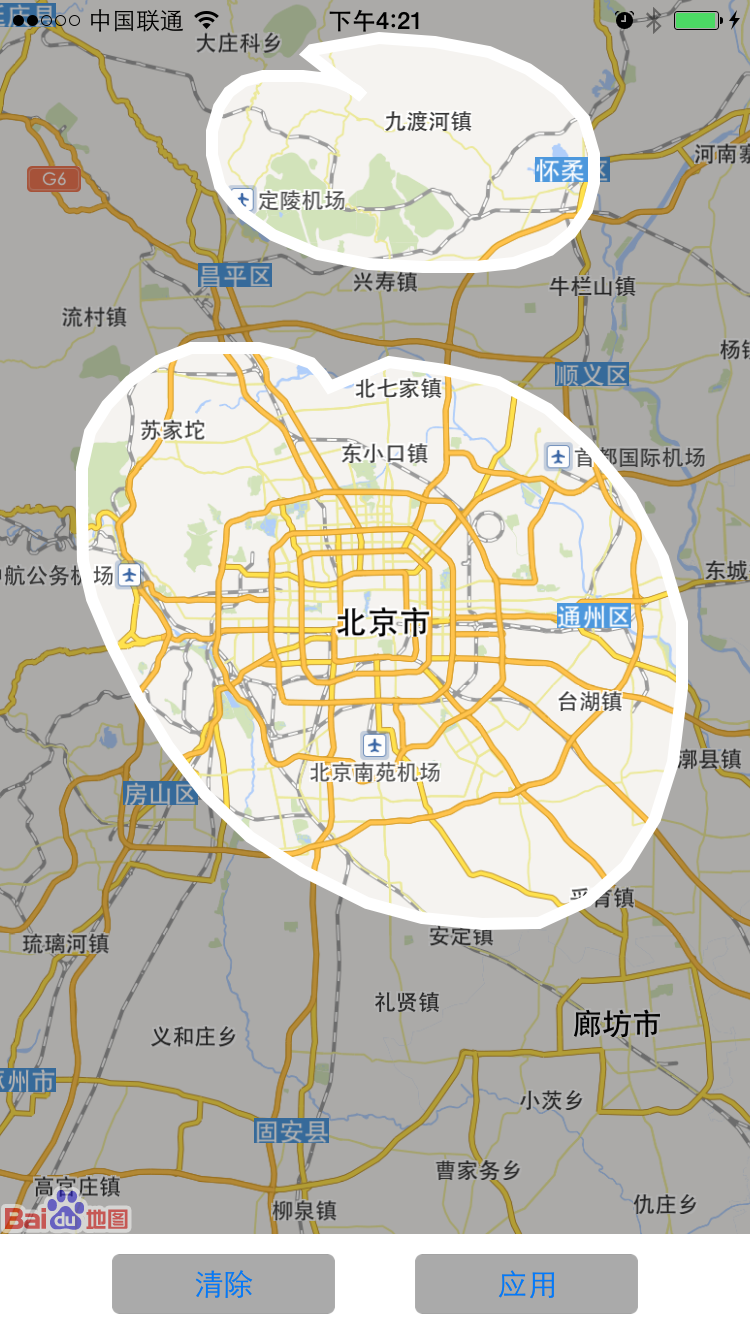 中国联通 下午4:21
大庄科乡
九渡河镇
河南寨
怀柔区
G6
定陵机场
昌平区
兴寿镇
牛栏山镇
流村镇
杨镇
顺义区
北七家镇
苏家坨
东小口镇
首都国际机场
中航公务机场
东城
北京市
通州区
台湖镇
北京南苑机场
漷县镇
房山区
采育镇
安定镇
琉璃河镇
礼贤镇
廊坊市
义和庄乡
涿州市
小茨乡
固安县
曹家务乡
高官庄镇
仇庄乡
柳泉镇
Bai du 地图
清除
应用